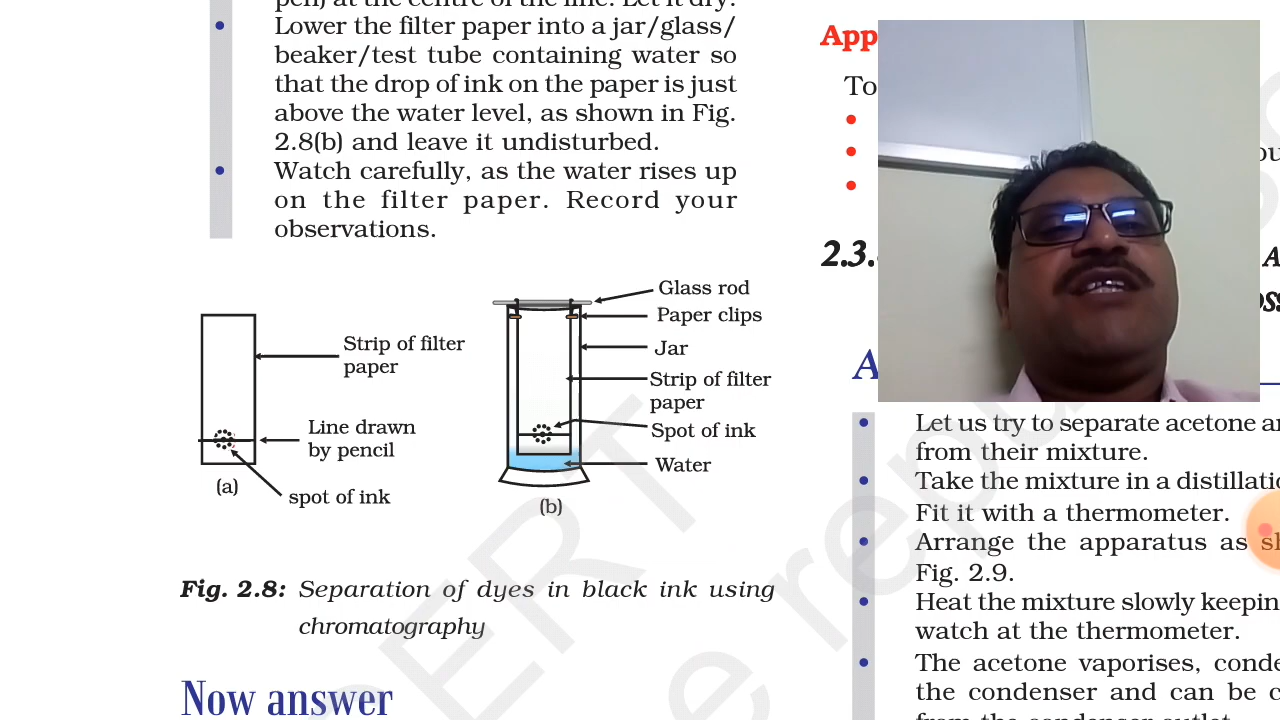 Lower the filter paper into a jar/glass/
beaker/test tube containing water so
that the drop of ink on the paper is just
above the water level, as shown in Fig.
2.8(b) and leave it undisturbed.
Watch carefully, as the water rises up
on the filter paper. Record your
observations.
Strip of filter
paper
Line drawn
by pencil
spot of ink
(a)
Glass rod
Paper clips
Jar
Strip of filter
paper
Spot of ink
Water
(b)
Fig. 2.8: Separation of dyes in black ink using
chromatography
Now answer
App
To
2.3.
A
Let us try to separate acetone
from their mixture.
Take the mixture in a
Fit it with a thermometer.
Arrange the apparatus as
Fig. 2.9.
Heat the mixture slowly
watch at the thermometer.
The acetone vaporises,
the condenser and can be
from the condenser outlet.